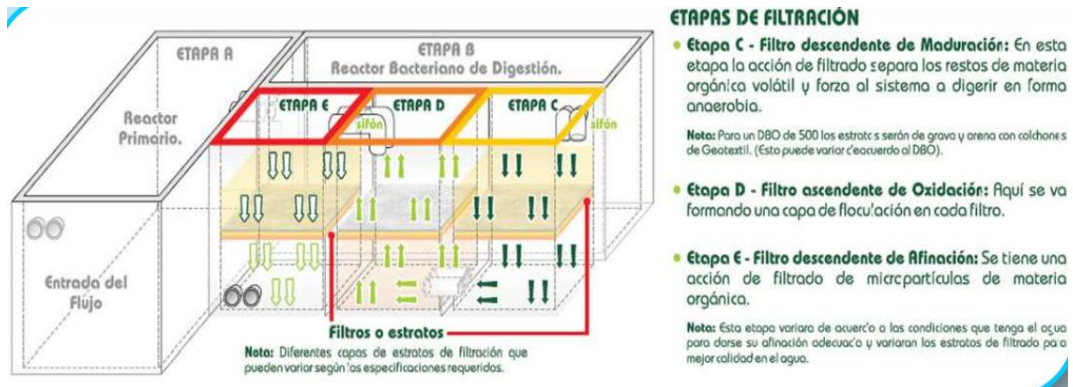 ETAPA A
Reactor
Primario.
Entrada del
Flújo
ETAPA B
Reactor Bacteriano de Digestión.
ETAPA E
ETAPA D
ETAPA C
sifón
sifón
Filtros o estratos
Nota: Diferentes capas de estratos de filtración que
pueden variar según las especificaciones requeridas.
ETAPAS DE FILTRACIÓN
Etapa C - Filtro descendente de Maduración: En esta
etapa la acción de filtrado separa los restos de materia
orgánica volátil y forza al sistema a digerir en forma
anaerobia.
Nota: Para un DBO de 500 los estratos serán de grava y arena con colchones
de Geotextil. (Esto puede variar de acuerdo al DBO).
Etapa D - Filtro ascendente de Oxidación: Aquí se va
formando una capa de floculación en cada filtro.
Etapa E - Filtro descendente de Afinación: Se tiene una
acción de filtrado de micropartículas de materia
orgánica.
Nota: Esta etapa variara de acuerdo a las condiciones que tenga el agua
para darse su afinación adecuada y variaran los estratos de filtrado para
mejor calidad en el agua.